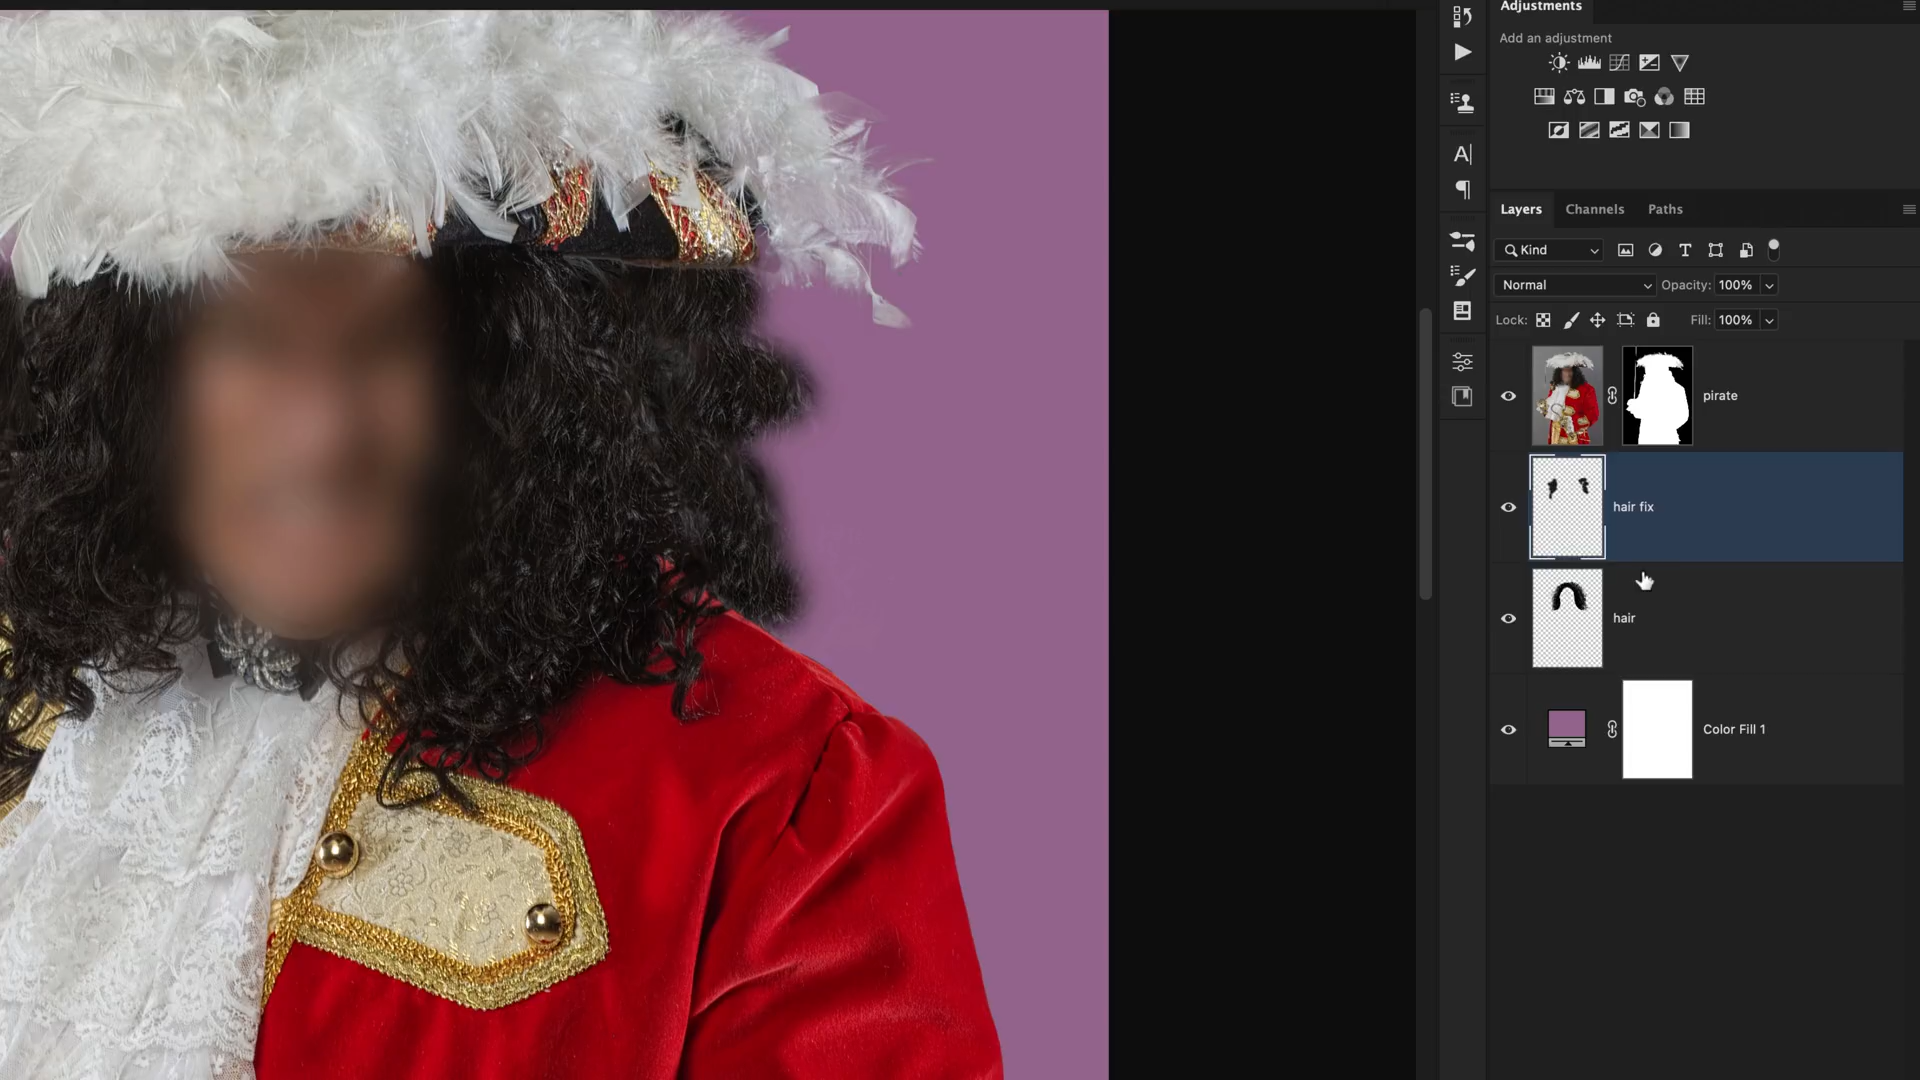 Adjustments
Add an adjustment
Layers Channels Paths
Kind
Normal Opacity: 100%
Lock: Fill: 100%
pirate
hair fix
hair
Color Fill 1